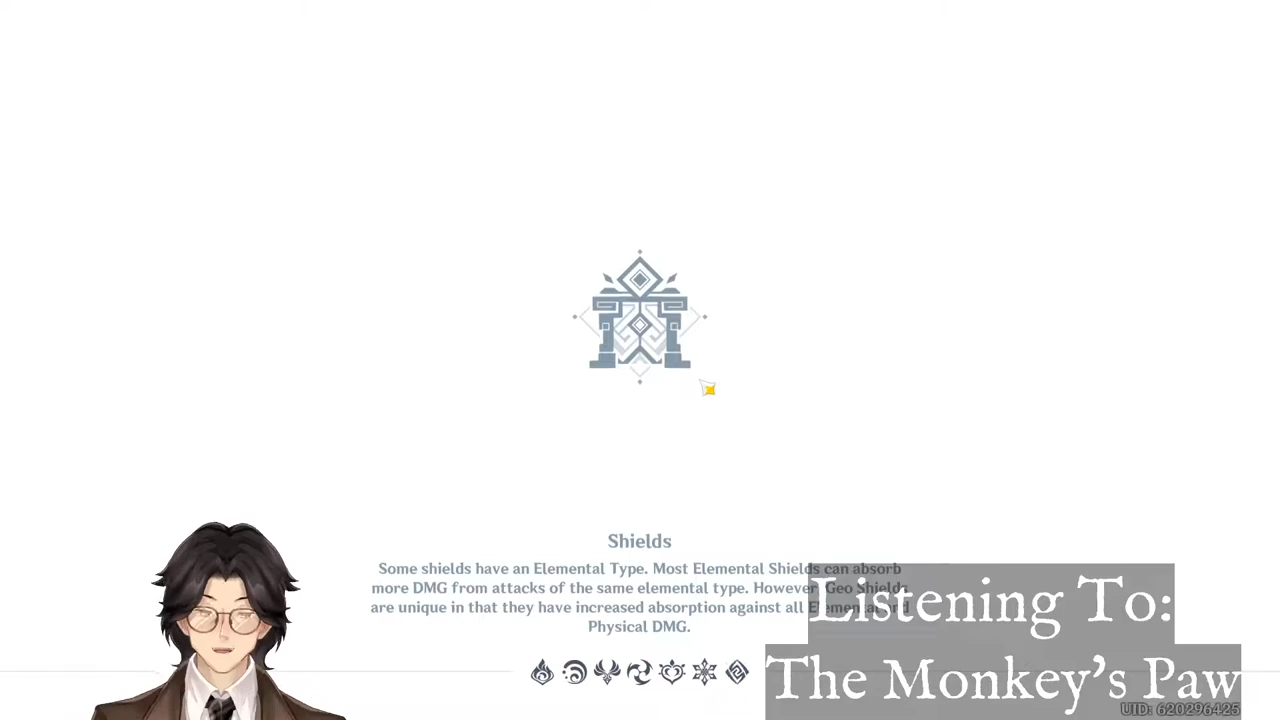 Shields
Some shields have an Elemental Type. Most Elemental Shields can absorb
more DMG from attacks of the same elemental type. However, Geo Shields
are unique in that they have increased absorption against all Elemental and
Physical DMG.
Listening To:
The Monkey's Paw
UID: 620296425